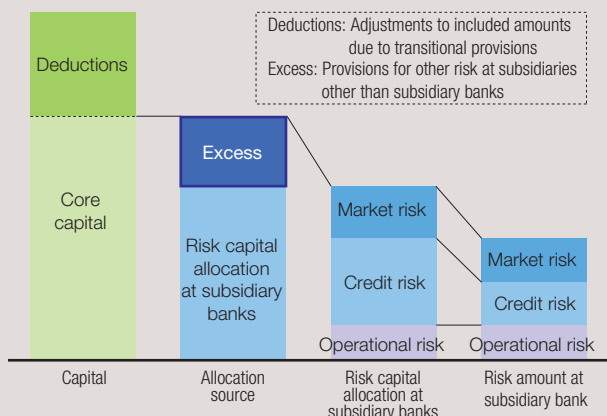 Deductions: Adjustments to included amounts
due to transitional provisions
Excess: Provisions for other risk at subsidiaries
other than subsidiary banks
Deductions
Core
capital
Excess
Risk capital
allocation
at subsidiary
banks
Market risk
Credit risk
Operational risk
Market risk
Credit risk
Operational risk
Capital
Allocation
source
Risk capital
allocation at
subsidiary banks
Risk amount at
subsidiary bank